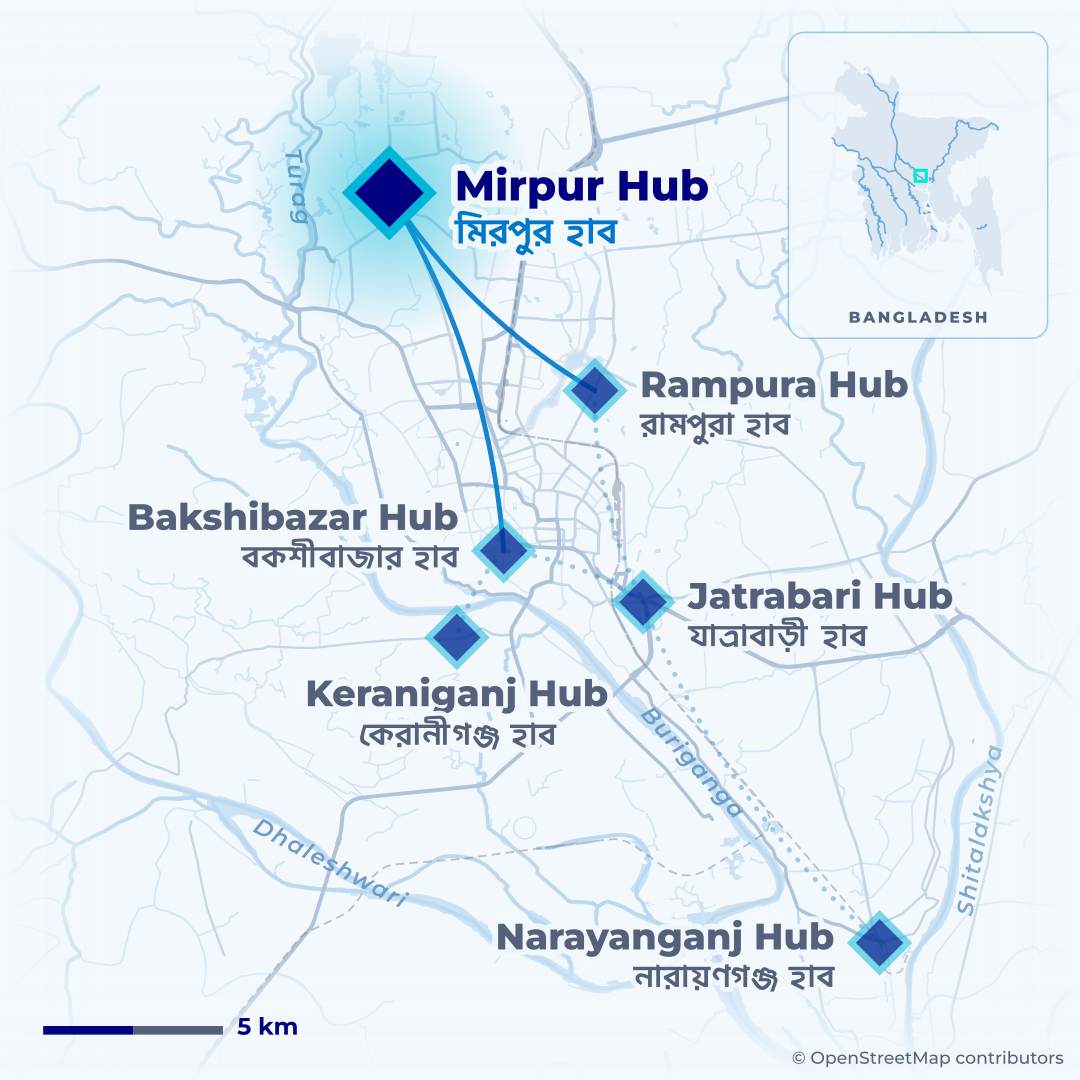 Turag
Mirpur Hub
মিরপুর হাব
BANGLADESH
Rampura Hub
রামপুরা হাব
Bakshibazar Hub
বকশীবাজার হাব
Jatrabari Hub
যাত্রাবাড়ী হাব
Keraniganj Hub
কেরানীগঞ্জ হাব
Buriganga
Shitalakshya
Dhaleshwari
Narayanganj Hub
নারায়ণগঞ্জ হাব
5 km
© OpenStreetMap contributors